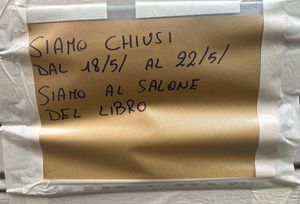 SIAMO CHIUSI
DAL 18/5/ AL 22/5/
SIAMO AL SALONE
DEL LIBRO